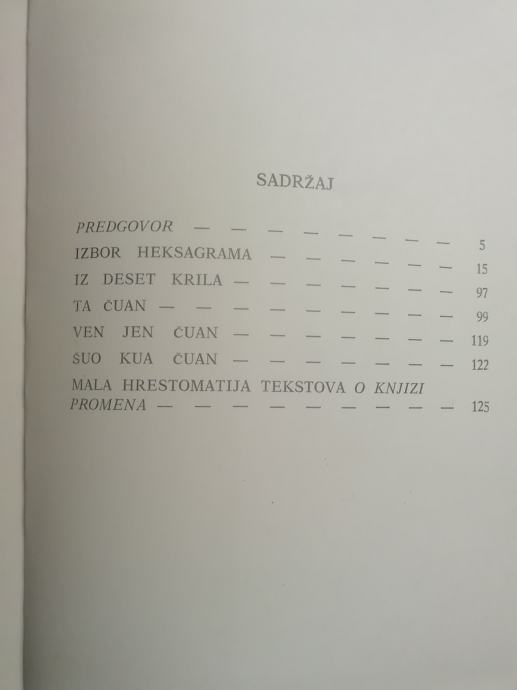 SADRŽAJ
PREDGOVOR — — — — — — — — 5
IZBOR HEKSAGRAMA — — — — — — 15
IZ DESET KRILA — — — — — — — 97
TA ČUAN — — — — — — — — — 99
VEN JEN ČUAN — — — — — — — 119
ŠUO KUA ČUAN — — — — — — — 122
MALA HRESTOMATIJA TEKSTOVA O KNJIZI
PROMENA — — — — — — — — — 125